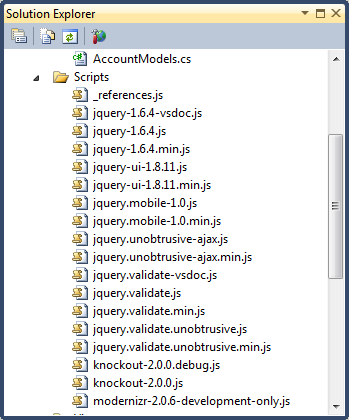 Solution Explorer
AccountModels.cs
Scripts
_references.js
jquery-1.6.4-vsdoc.js
jquery-1.6.4.js
jquery-1.6.4.min.js
jquery-ui-1.8.11.js
jquery-ui-1.8.11.min.js
jquery.mobile-1.0.js
jquery.mobile-1.0.min.js
jquery.unobtrusive-ajax.js
jquery.unobtrusive-ajax.min.js
jquery.validate-vsdoc.js
jquery.validate.js
jquery.validate.min.js
jquery.validate.unobtrusive.js
jquery.validate.unobtrusive.min.js
knockout-2.0.0.debug.js
knockout-2.0.0.js
modernizr-2.0.6-development-only.js